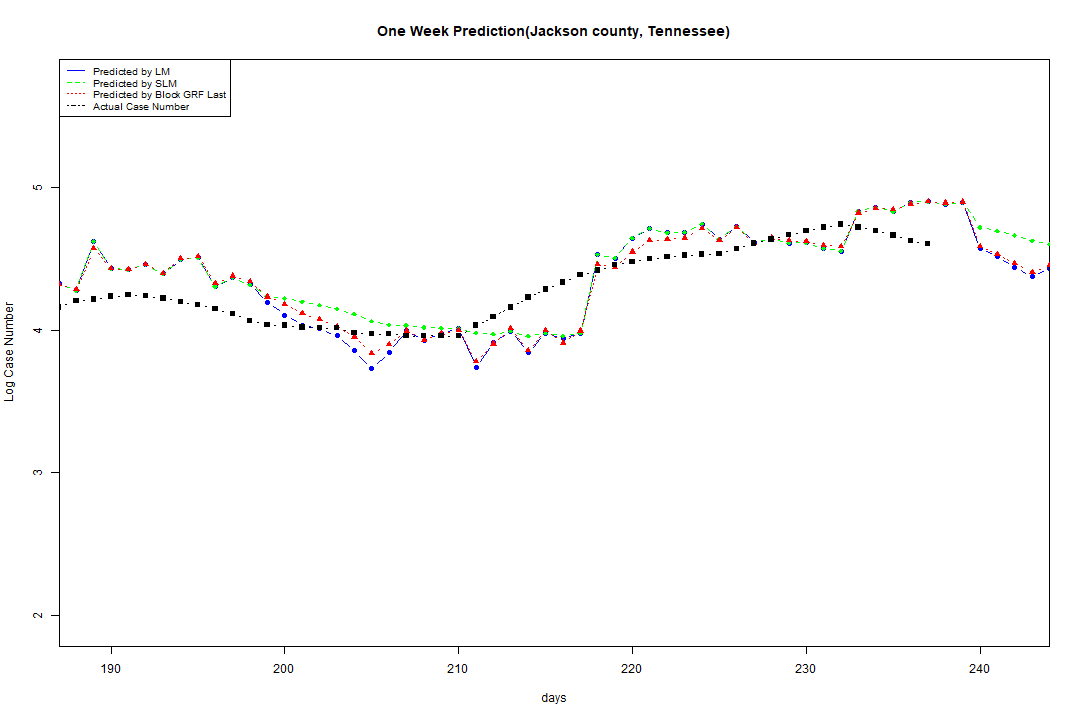 One Week Prediction(Jackson county, Tennessee)
Predicted by LM
Predicted by SLM
Predicted by Block GRF Last
Actual Case Number
5
4
3
2
Log Case Number
190 200 210 220 230 240
days